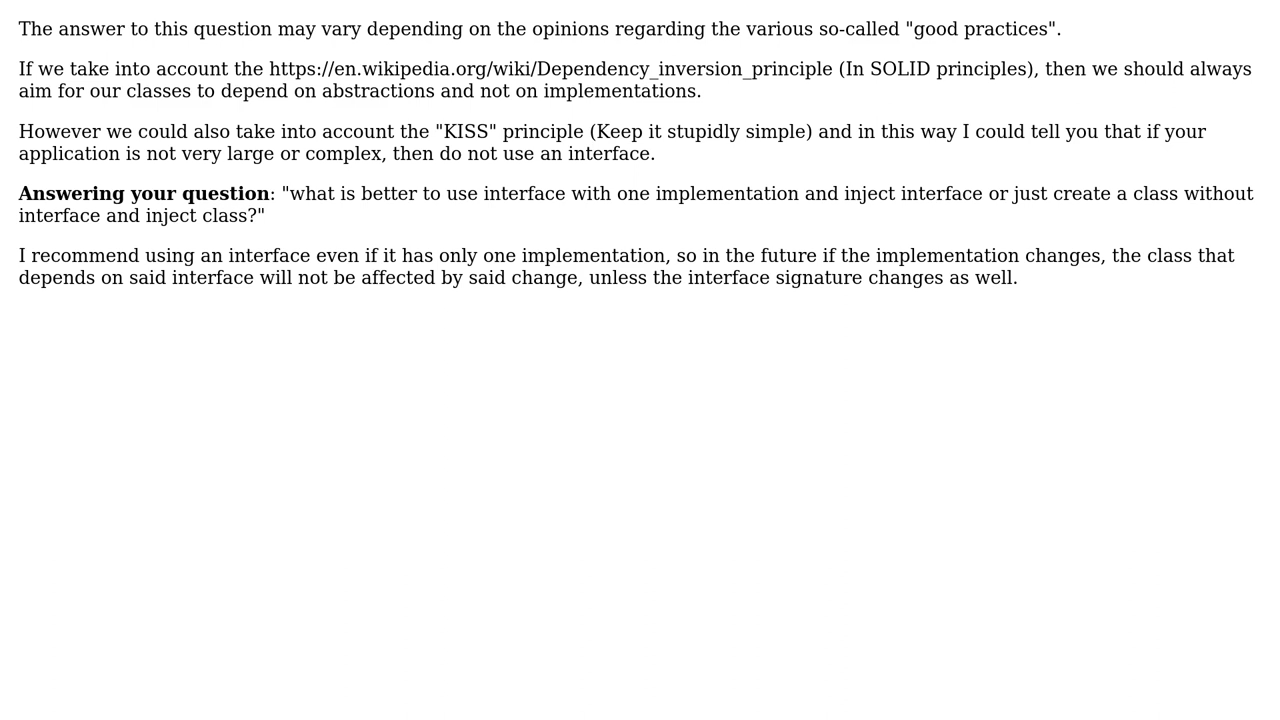 The answer to this question may vary depending on the opinions regarding the various so-called "good practices".
If we take into account the https://en.wikipedia.org/wiki/Dependency_inversion_principle (In SOLID principles), then we should always
aim for our classes to depend on abstractions and not on implementations.
However we could also take into account the "KISS" principle (Keep it stupidly simple) and in this way I could tell you that if your
application is not very large or complex, then do not use an interface.
Answering your question: "what is better to use interface with one implementation and inject interface or just create a class without
interface and inject class?"
I recommend using an interface even if it has only one implementation, so in the future if the implementation changes, the class that
depends on said interface will not be affected by said change, unless the interface signature changes as well.